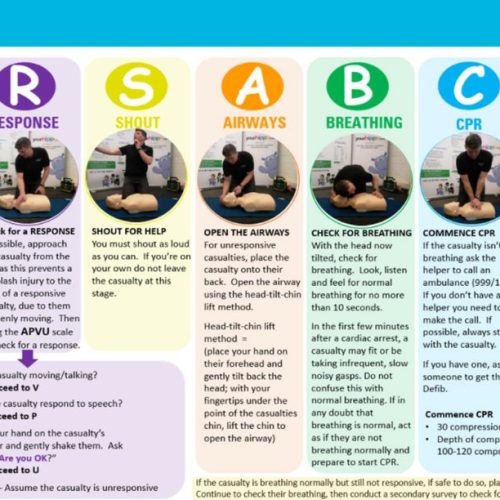 R
S
A
B
C
ESPONSE
SHOUT
AIRWAYS
BREATHING
CPR
k for a RESPONSE
ssible, approach
casualty from the
as this prevents a
plash injury to the
of a responsive
alty, due to them
enly moving. Then
ng the APVU scale
heck for a response.
SHOUT FOR HELP
You must shout as loud
as you can. If you're on
your own do not leave
the casualty at this
stage.
OPEN THE AIRWAYS
For unresponsive
casualties, place the
casualty onto their
back. Open the airway
using the head-tilt-chin
lift method.
Head-tilt-chin lift
method =
(place your hand on
their forehead and
gently tilt back the
head; with your
fingertips under the
point of the casualties
chin, lift the chin to
open the airway)
CHECK FOR BREATHING
With the head now
tilted, check for
breathing. Look, listen
and feel for normal
breathing for no more
than 10 seconds.
In the first few minutes
after a cardiac arrest, a
casualty may fit or be
taking infrequent, slow
noisy gasps. Do not
confuse this with
normal breathing. If in
any doubt that
breathing is normal, act
as if they are not
breathing normally and
prepare to start CPR.
COMMENCE CPR
If the casualty isn'
breathing ask the
helper to call an
ambulance (999/1
If you don't have a
helper you need to
make the call. If
possible, always st
with the casualty.
If you have one, as
someone to get th
Defib.
Commence CPR
• 30 compression
• Depth of comp
100-120 comp
asualty moving/talking?
ceed to V
e casualty respond to speech?
ceed to P
our hand on the casualty's
er and gently shake them. Ask
"Are you OK?"
ceed to U
- Assume the casualty is unresponsive
If the casualty is breathing normally but still not responsive, if safe to do so, pla
Continue to check their breathing, then conduct a secondary survey to check fo